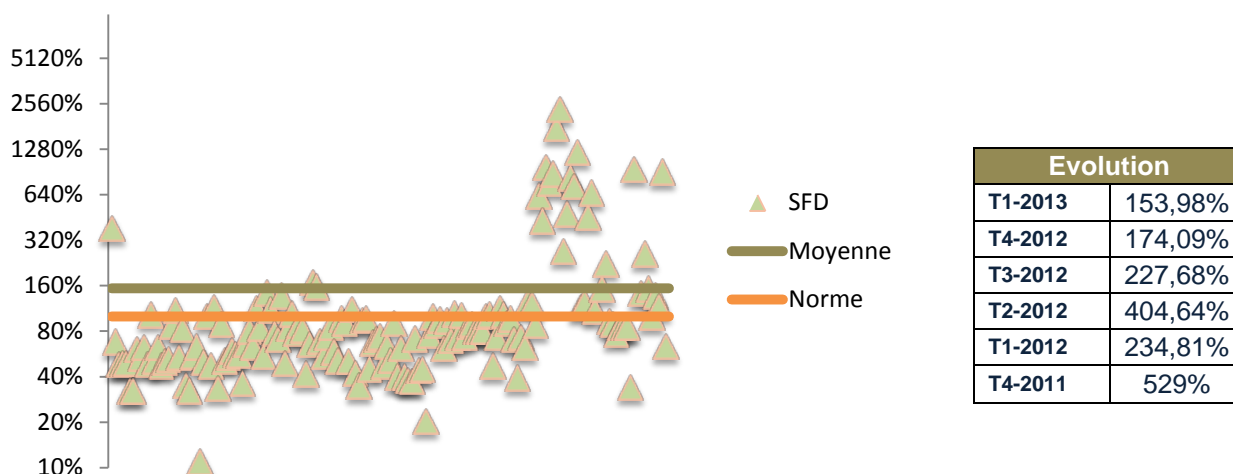 5120%
2560%
1280%
640%
320%
160%
80%
40%
20%
10%
SFD
Moyenne
Norme
Evolution
T1-2013 153,98%
T4-2012 174,09%
T3-2012 227,68%
T2-2012 404,64%
T1-2012 234,81%
T4-2011 529%